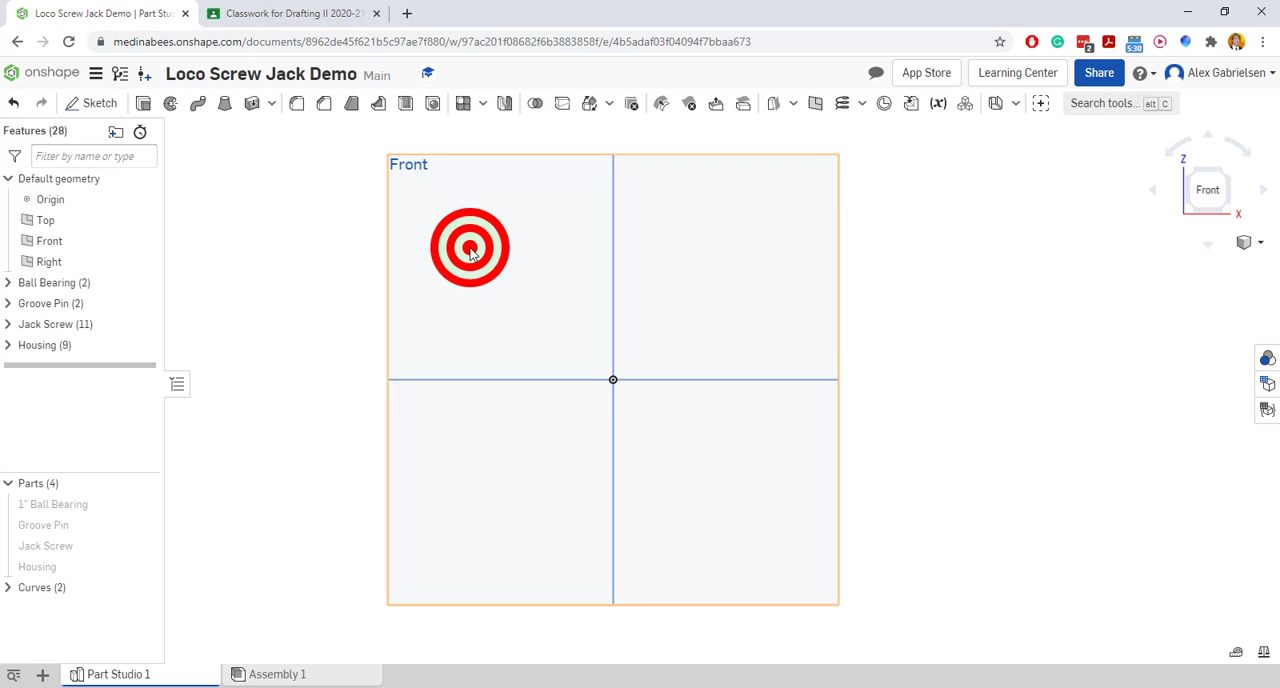 Loco Screw Jack Demo | Part Stu
Classwork for Drafting II 2020-21
medinabees.onshape.com/documents/8962de45f621b5c97ae7f880/w/97ac201f08682f6b3883858f/e/4b5adaf03f04094f7bbaa673
2
5:30
onshape
Loco Screw Jack Demo Main
App Store
Learning Center
Share
Alex Gabrielsen
Sketch
(x)
Search tools... alt C
Features (28)
Filter by name or type
Default geometry
Origin
Top
Front
Right
Ball Bearing (2)
Groove Pin (2)
Jack Screw (11)
Housing (9)
Parts (4)
1" Ball Bearing
Groove Pin
Jack Screw
Housing
Curves (2)
Front
Z
Front
X
Part Studio 1
Assembly 1